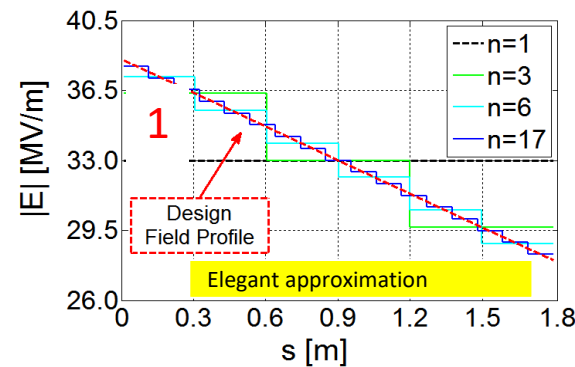 40.5
36.5
33.0
29.5
26.0
|E| [MV/m]
1
n=1
n=3
n=6
n=17
Design
Field Profile
Elegant approximation
0
0.3
0.6
0.9
1.2
1.5
1.8
s [m]